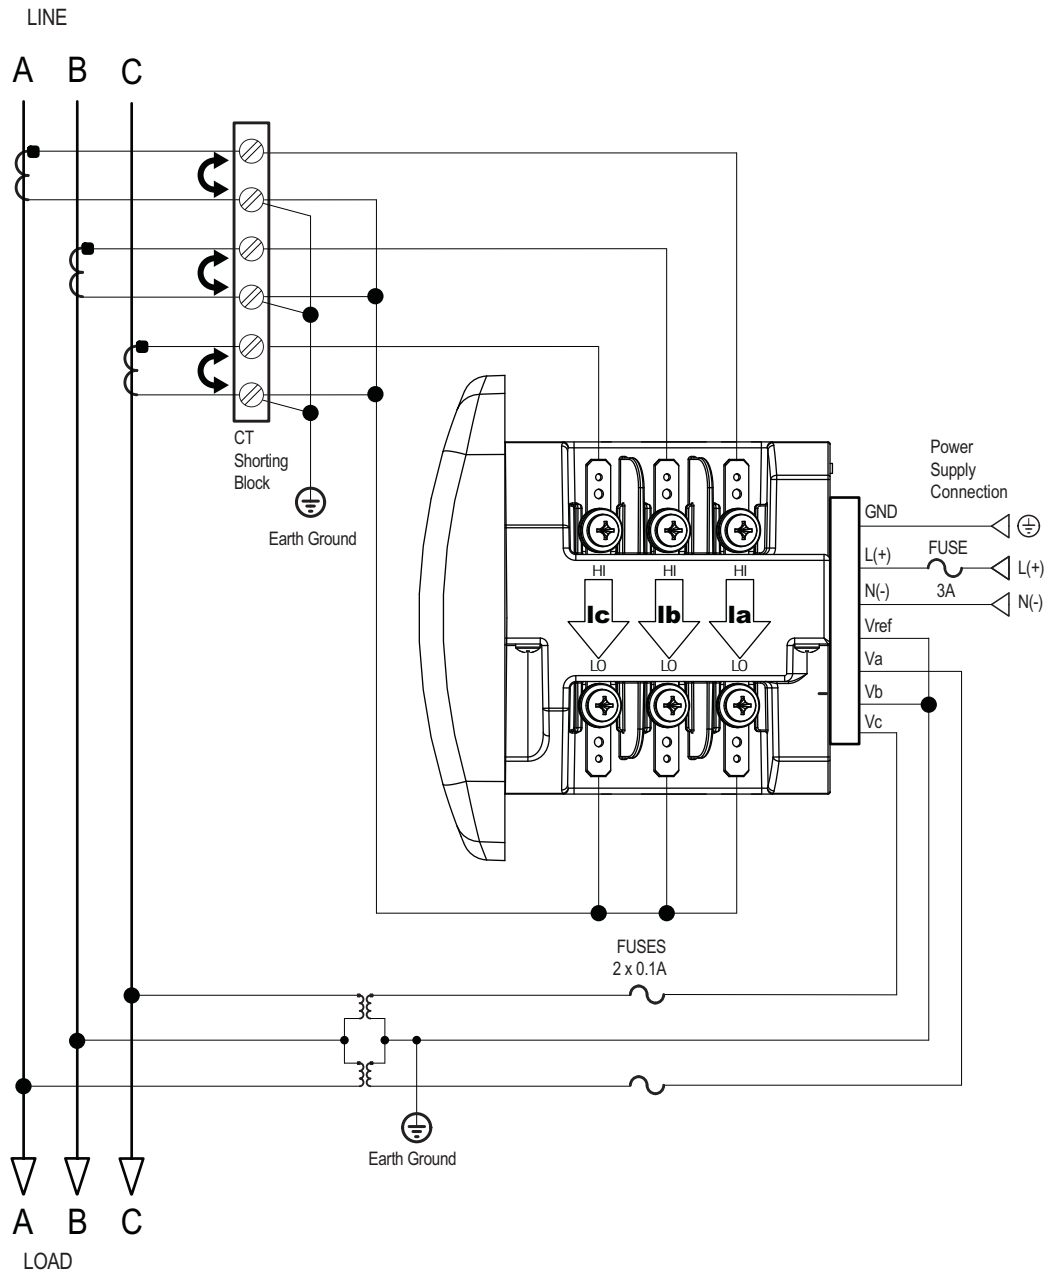 LINE
A B C
CT
Shorting
Block
Earth Ground
Power
Supply
Connection
GND
L(+)
FUSE
3A
L(+)
N(-)
N(-)
Vref
Va
Vb
Vc
HI HI HI
Ic Ib Ia
LO LO LO
FUSES
2 x 0.1A
Earth Ground
A B C
LOAD